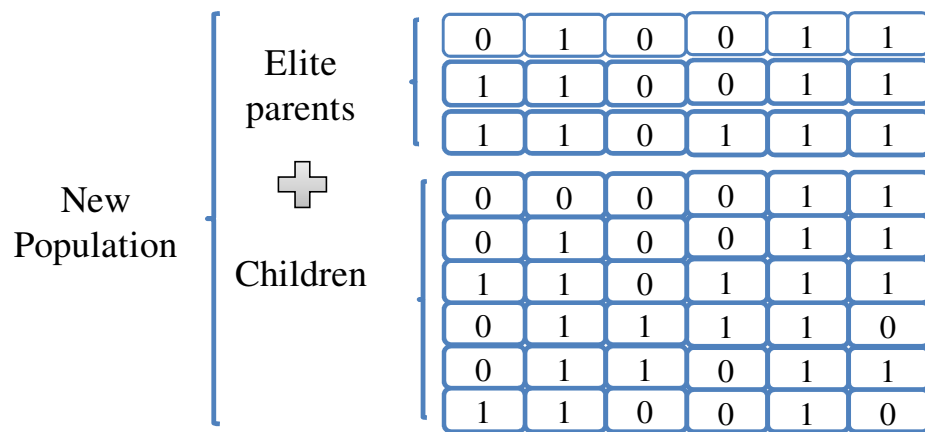 New
Population
Elite
parents
0 1 0 0 1 1
1 1 0 0 1 1
1 1 0 1 1 1
Children
0 0 0 0 1 1
0 1 0 0 1 1
1 1 0 1 1 1
0 1 1 1 1 0
0 1 1 0 1 1
1 1 0 0 1 0